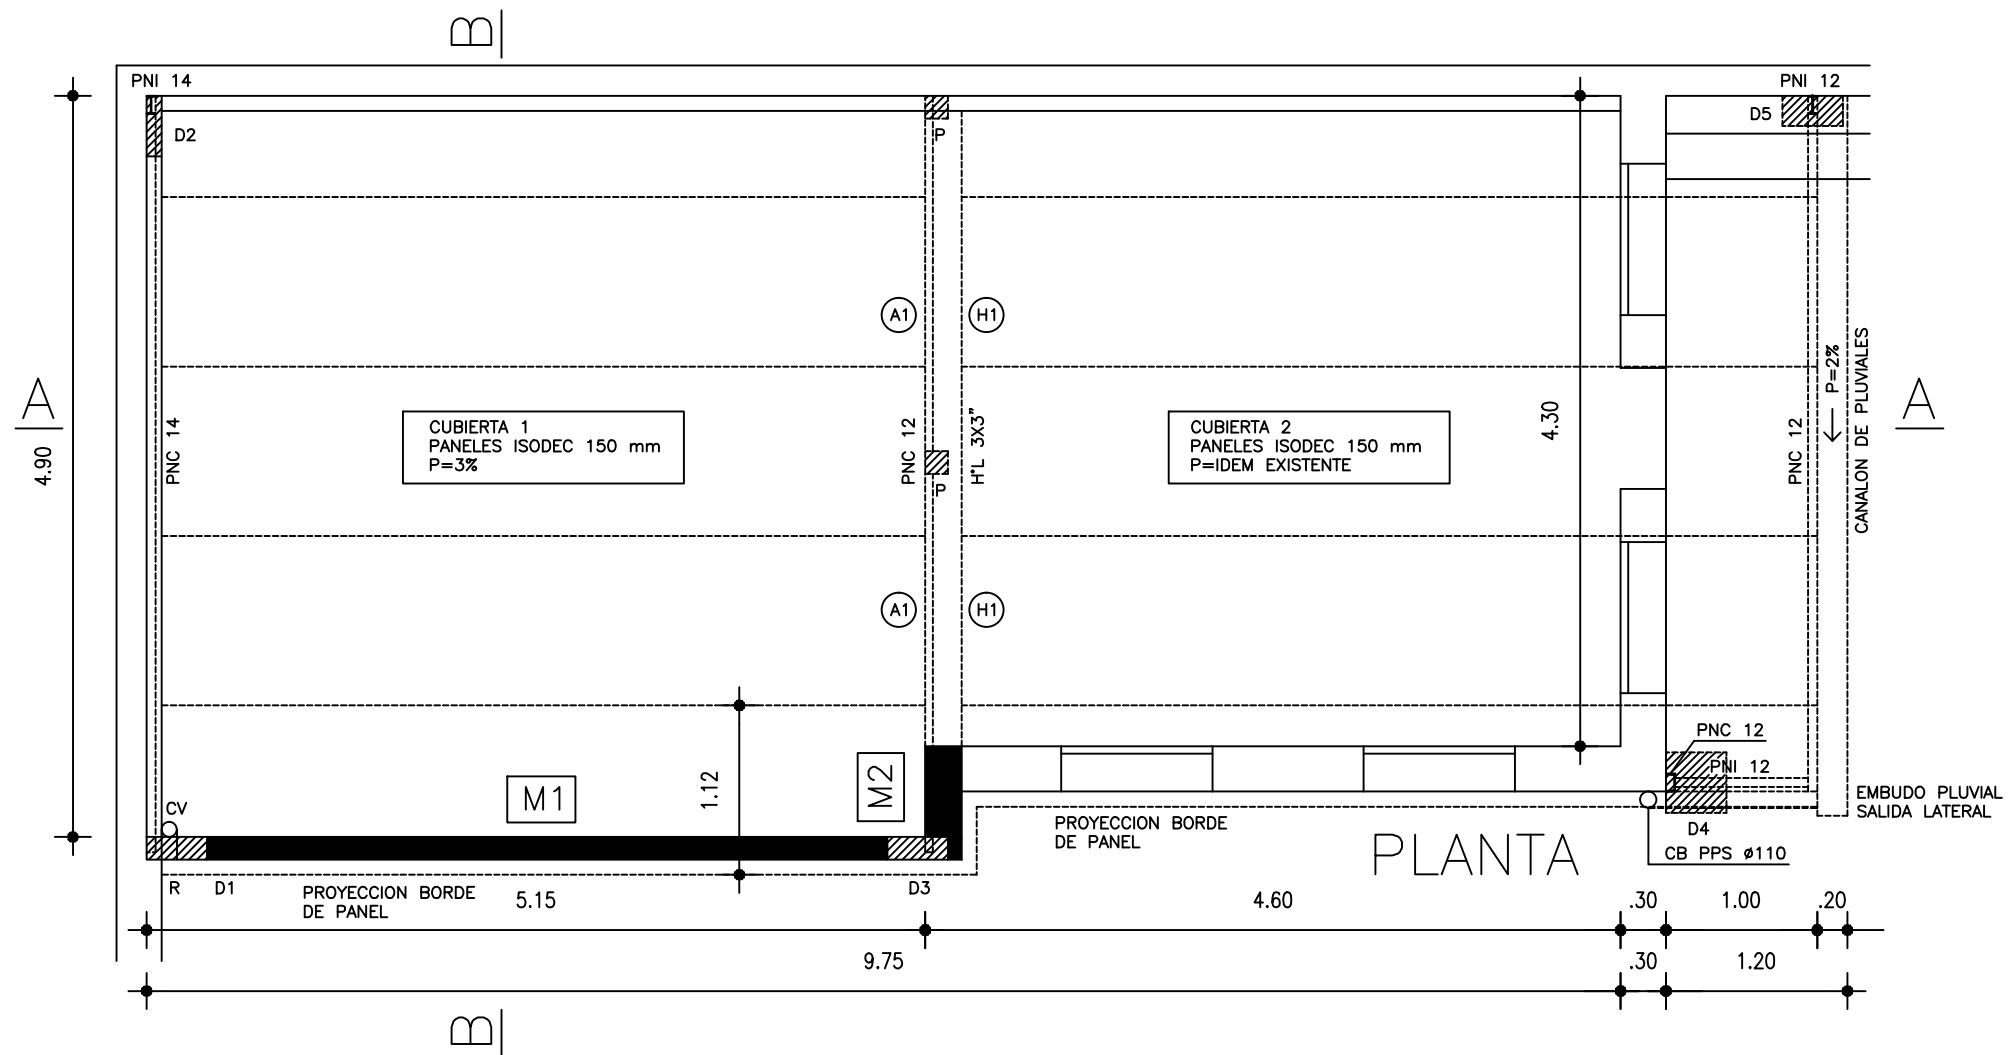 B
PNI 14
PNI 12
D2
P
D5
A1
H1
P=2%
CANALON DE PLUVIALES
A
A
4.90
PNC 14
CUBIERTA 1
PANELES ISODEC 150 mm
P=3%
PNC 12
P
HºL 3X3"
CUBIERTA 2
PANELES ISODEC 150 mm
P=IDEM EXISTENTE
4.30
PNC 12
A1
H1
PNC 12
PNI 12
M1
1.12
M2
CV
EMBUDO PLUVIAL
SALIDA LATERAL
PROYECCION BORDE
DE PANEL
PLANTA
D4
CB PPS ø110
R
D1
PROYECCION BORDE
DE PANEL
D3
5.15
4.60
.30
1.00
.20
9.75
.30
1.20
B